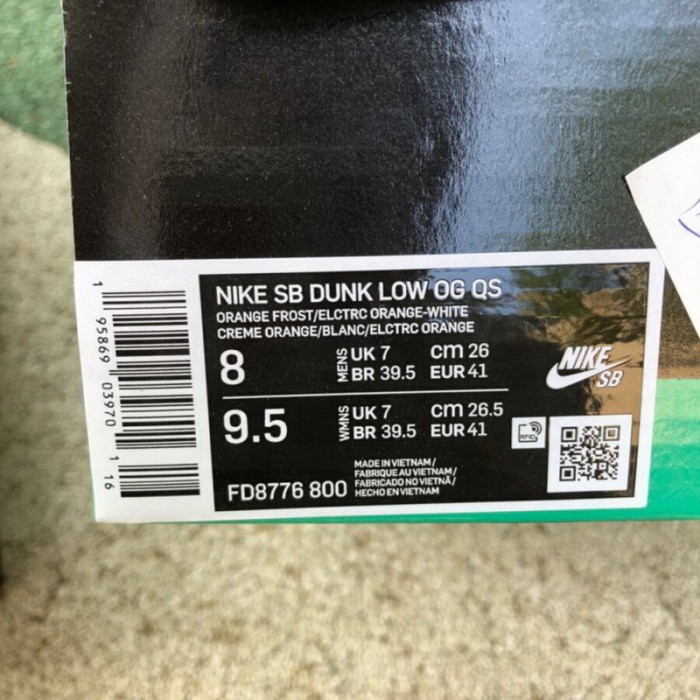 NIKE SB DUNK LOW OG QS
ORANGE FROST/ELCTRC ORANGE-WHITE
CREME ORANGE/BLANC/ELCTRC ORANGE
8 MENS UK 7 cm 26
BR 39.5 EUR 41
9.5 WMNS UK 7 cm 26.5
BR 39.5 EUR 41
FD8776 800
MADE IN VIETNAM/
FABRIQUE AU VIETNAM/
FABRICADO NO VIETNÃ/
HECHO EN VIETNAM
NIKE
SB
RFID
1 95869 03970 1 16